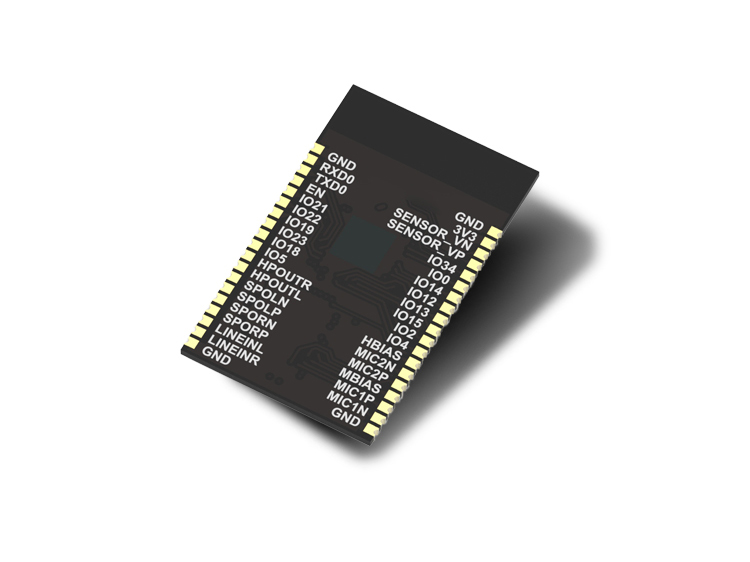 GND
RXD0
TXD0
EN
IO21
IO22
IO19
IO23
IO18
IO5
HPOUTR
HPOUTL
SPOLN
SPOLP
SPORN
SPORP
LINEINL
LINEINR
GND
GND
3V3
SENSOR_VN
SENSOR_VP
IO34
IO0
IO14
IO12
IO13
IO15
IO2
IO4
HBIAS
MIC2N
MIC2P
MBIAS
MIC1P
MIC1N
GND